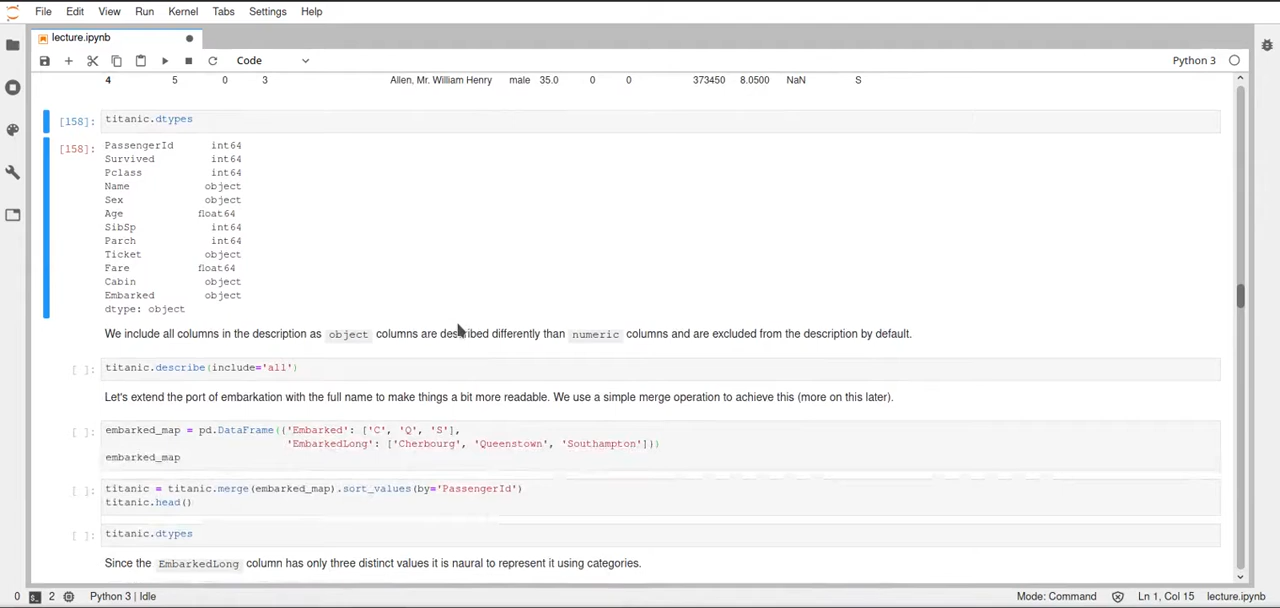 File Edit View Run Kernel Tabs Settings Help
lecture.ipynb
Code Python 3
4 5 0 3 Allen, Mr. William Henry male 35.0 0 0 373450 8.0500 NaN S
[158]: titanic.dtypes
[158]: PassengerId int64
Survived int64
Pclass int64
Name object
Sex object
Age float64
SibSp int64
Parch int64
Ticket object
Fare float64
Cabin object
Embarked object
dtype: object
We include all columns in the description as object columns are described differently than numeric columns and are excluded from the description by default.
[ ]: titanic.describe(include='all')
Let's extend the port of embarkation with the full name to make things a bit more readable. We use a simple merge operation to achieve this (more on this later).
[ ]: embarked_map = pd.DataFrame({'Embarked': ['C', 'Q', 'S'],
'EmbarkedLong': ['Cherbourg', 'Queenstown', 'Southampton']})
embarked_map
[ ]: titanic = titanic.merge(embarked_map).sort_values(by='PassengerId')
titanic.head()
[ ]: titanic.dtypes
Since the EmbarkedLong column has only three distinct values it is naural to represent it using categories.
0 2 Python 3 | Idle Mode: Command Ln 1, Col 15 lecture.ipynb